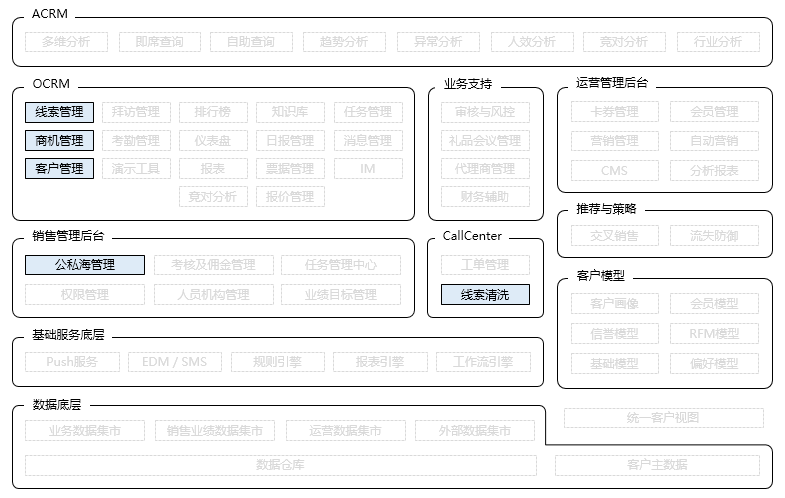 ACRM
多维分析 即席查询 自助查询 趋势分析 异常分析 人效分析 竞对分析 行业分析
OCRM
线索管理 拜访管理 排行榜 知识库 任务管理
商机管理 考勤管理 仪表盘 日报管理 消息管理
客户管理 演示工具 报表 票据管理 IM
竞对分析 报价管理
业务支持
审核与风控
礼品会议管理
代理商管理
财务辅助
运营管理后台
卡券管理 会员管理
营销管理 自动营销
CMS 分析报表
推荐与策略
交叉销售 流失防御
销售管理后台
公私海管理 考核及佣金管理 任务管理中心
权限管理 人员机构管理 业绩目标管理
CallCenter
工单管理
线索清洗
客户模型
客户画像 会员模型
信誉模型 RFM模型
基础模型 偏好模型
基础服务底层
Push服务 EDM / SMS 规则引擎 报表引擎 工作流引擎
数据底层
业务数据集市 销售业绩数据集市 运营数据集市 外部数据集市
统一客户视图
数据仓库 客户主数据